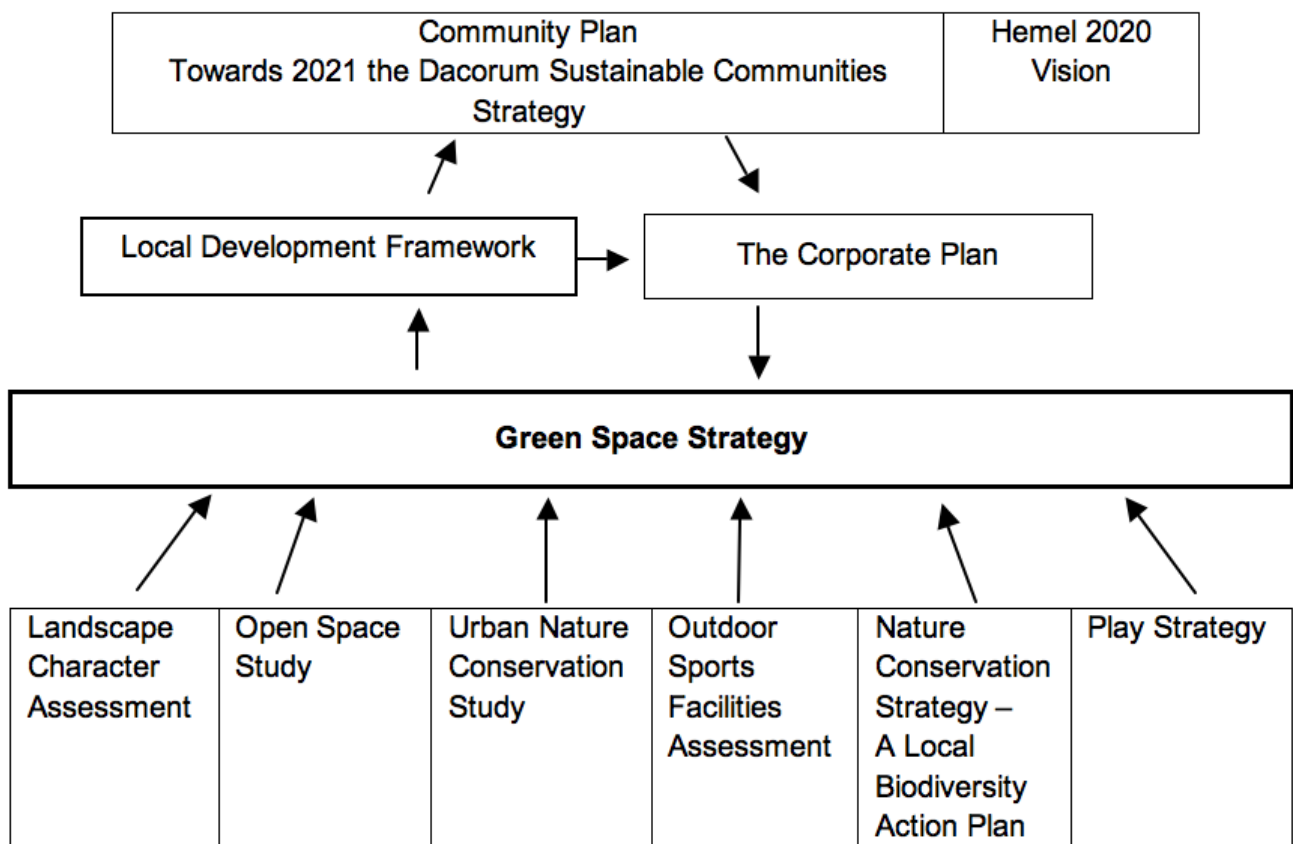 Community Plan
Towards 2021 the Dacorum Sustainable Communities
Strategy
Hemel 2020
Vision
Local Development Framework
The Corporate Plan
Green Space Strategy
Landscape
Character
Assessment
Open Space
Study
Urban Nature
Conservation
Study
Outdoor
Sports
Facilities
Assessment
Nature
Conservation
Strategy –
A Local
Biodiversity
Action Plan
Play Strategy